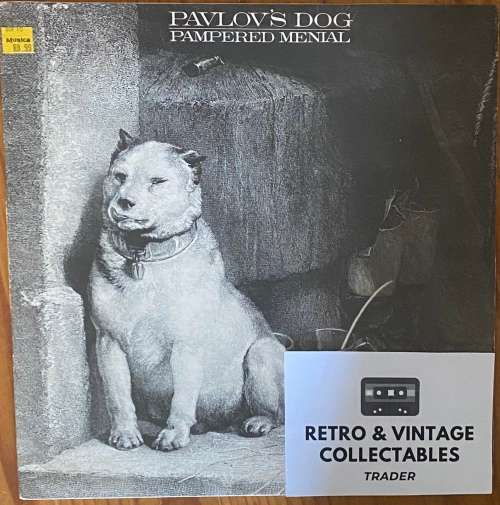 PAVLOV'S DOG
PAMPERED MENIAL
Musica
RETRO & VINTAGE
COLLECTABLES
TRADER